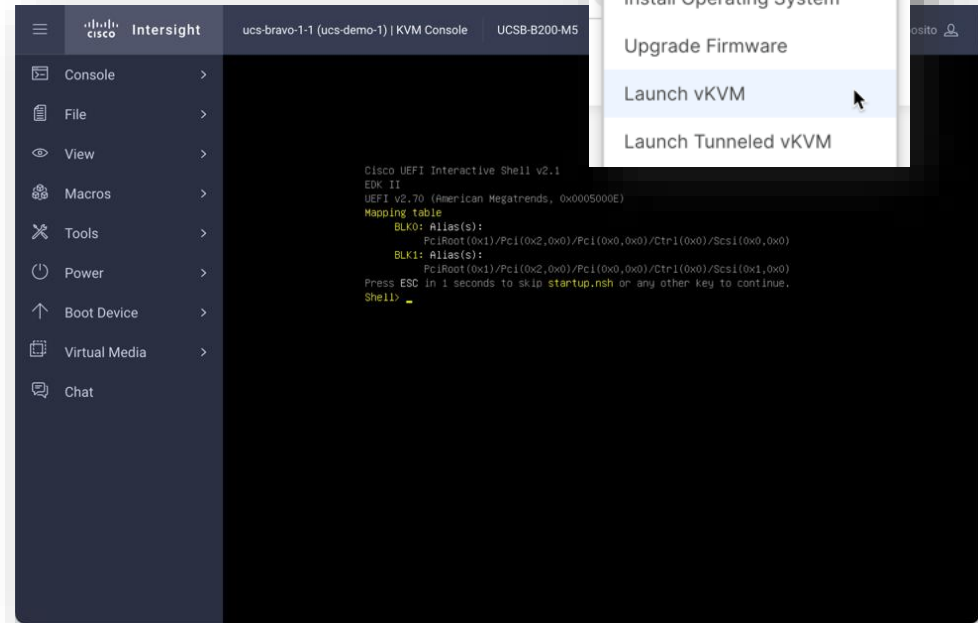 Install Operating System
Upgrade Firmware
Launch vKVM
Launch Tunneled vKVM
cisco Intersight
ucs-bravo-1-1 (ucs-demo-1) | KVM Console
UCSB-B200-M5
Console
File
View
Macros
Tools
Power
Boot Device
Virtual Media
Chat
Cisco UEFI Interactive Shell v2.1
EDK II
UEFI v2.70 (American Megatrends, 0x0005000E)
Mapping table
BLK0: Alias(s):
PciRoot(0x1)/Pci(0x2,0x0)/Pci(0x0,0x0)/Ctrl(0x0)/Scsi(0x0,0x0)
BLK1: Alias(s):
PciRoot(0x1)/Pci(0x2,0x0)/Pci(0x0,0x0)/Ctrl(0x0)/Scsi(0x1,0x0)
Press ESC in 1 seconds to skip startup.nsh or any other key to continue.
Shell> _